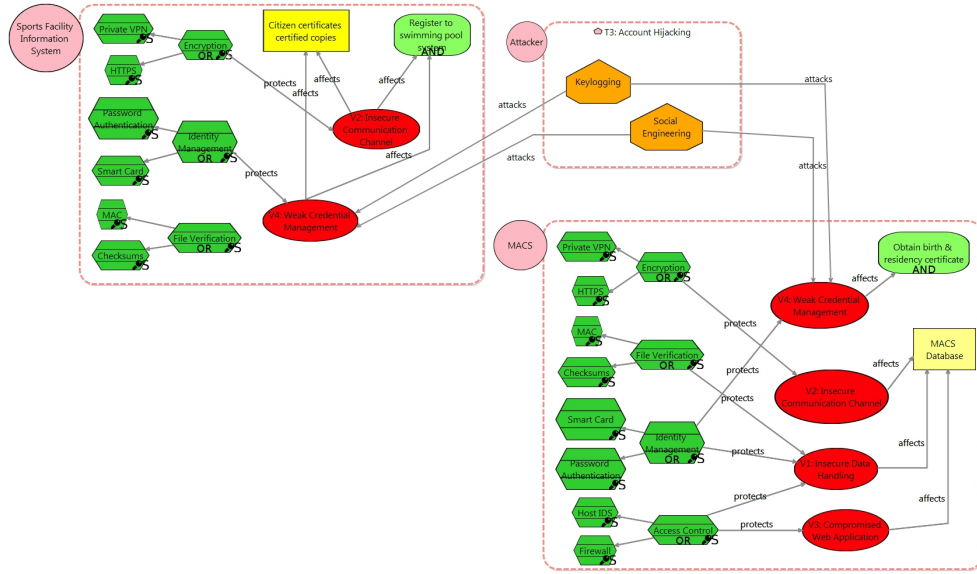 Sports Facility
Information
System
Private VPN
S
Encryption
OR S
HTTPS
S
Password
Authentication
S
Identity
Management
OR S
Smart Card
S
MAC
S
File Verification
OR S
Checksums
S
Citizen certificates
certified copies
Register to
swimming pool
system
AND
protects
affects
affects
affects
V2: Insecure
Communication
Channel
affects
protects
V4: Weak Credential
Management
Attacker
T3: Account Hijacking
Keylogging
Social
Engineering
attacks
attacks
attacks
attacks
MACS
Private VPN
S
Encryption
OR S
HTTPS
S
MAC
S
File Verification
OR S
Checksums
S
Smart Card
S
Identity
Management
OR S
Password
Authentication
S
Host IDS
S
Access Control
OR S
Firewall
S
protects
protects
protects
protects
protects
protects
V4: Weak Credential
Management
affects
Obtain birth &
residency certificate
AND
V2: Insecure
Communication Channel
affects
MACS
Database
V1: Insecure Data
Handling
affects
V3: Compromised
Web Application
affects